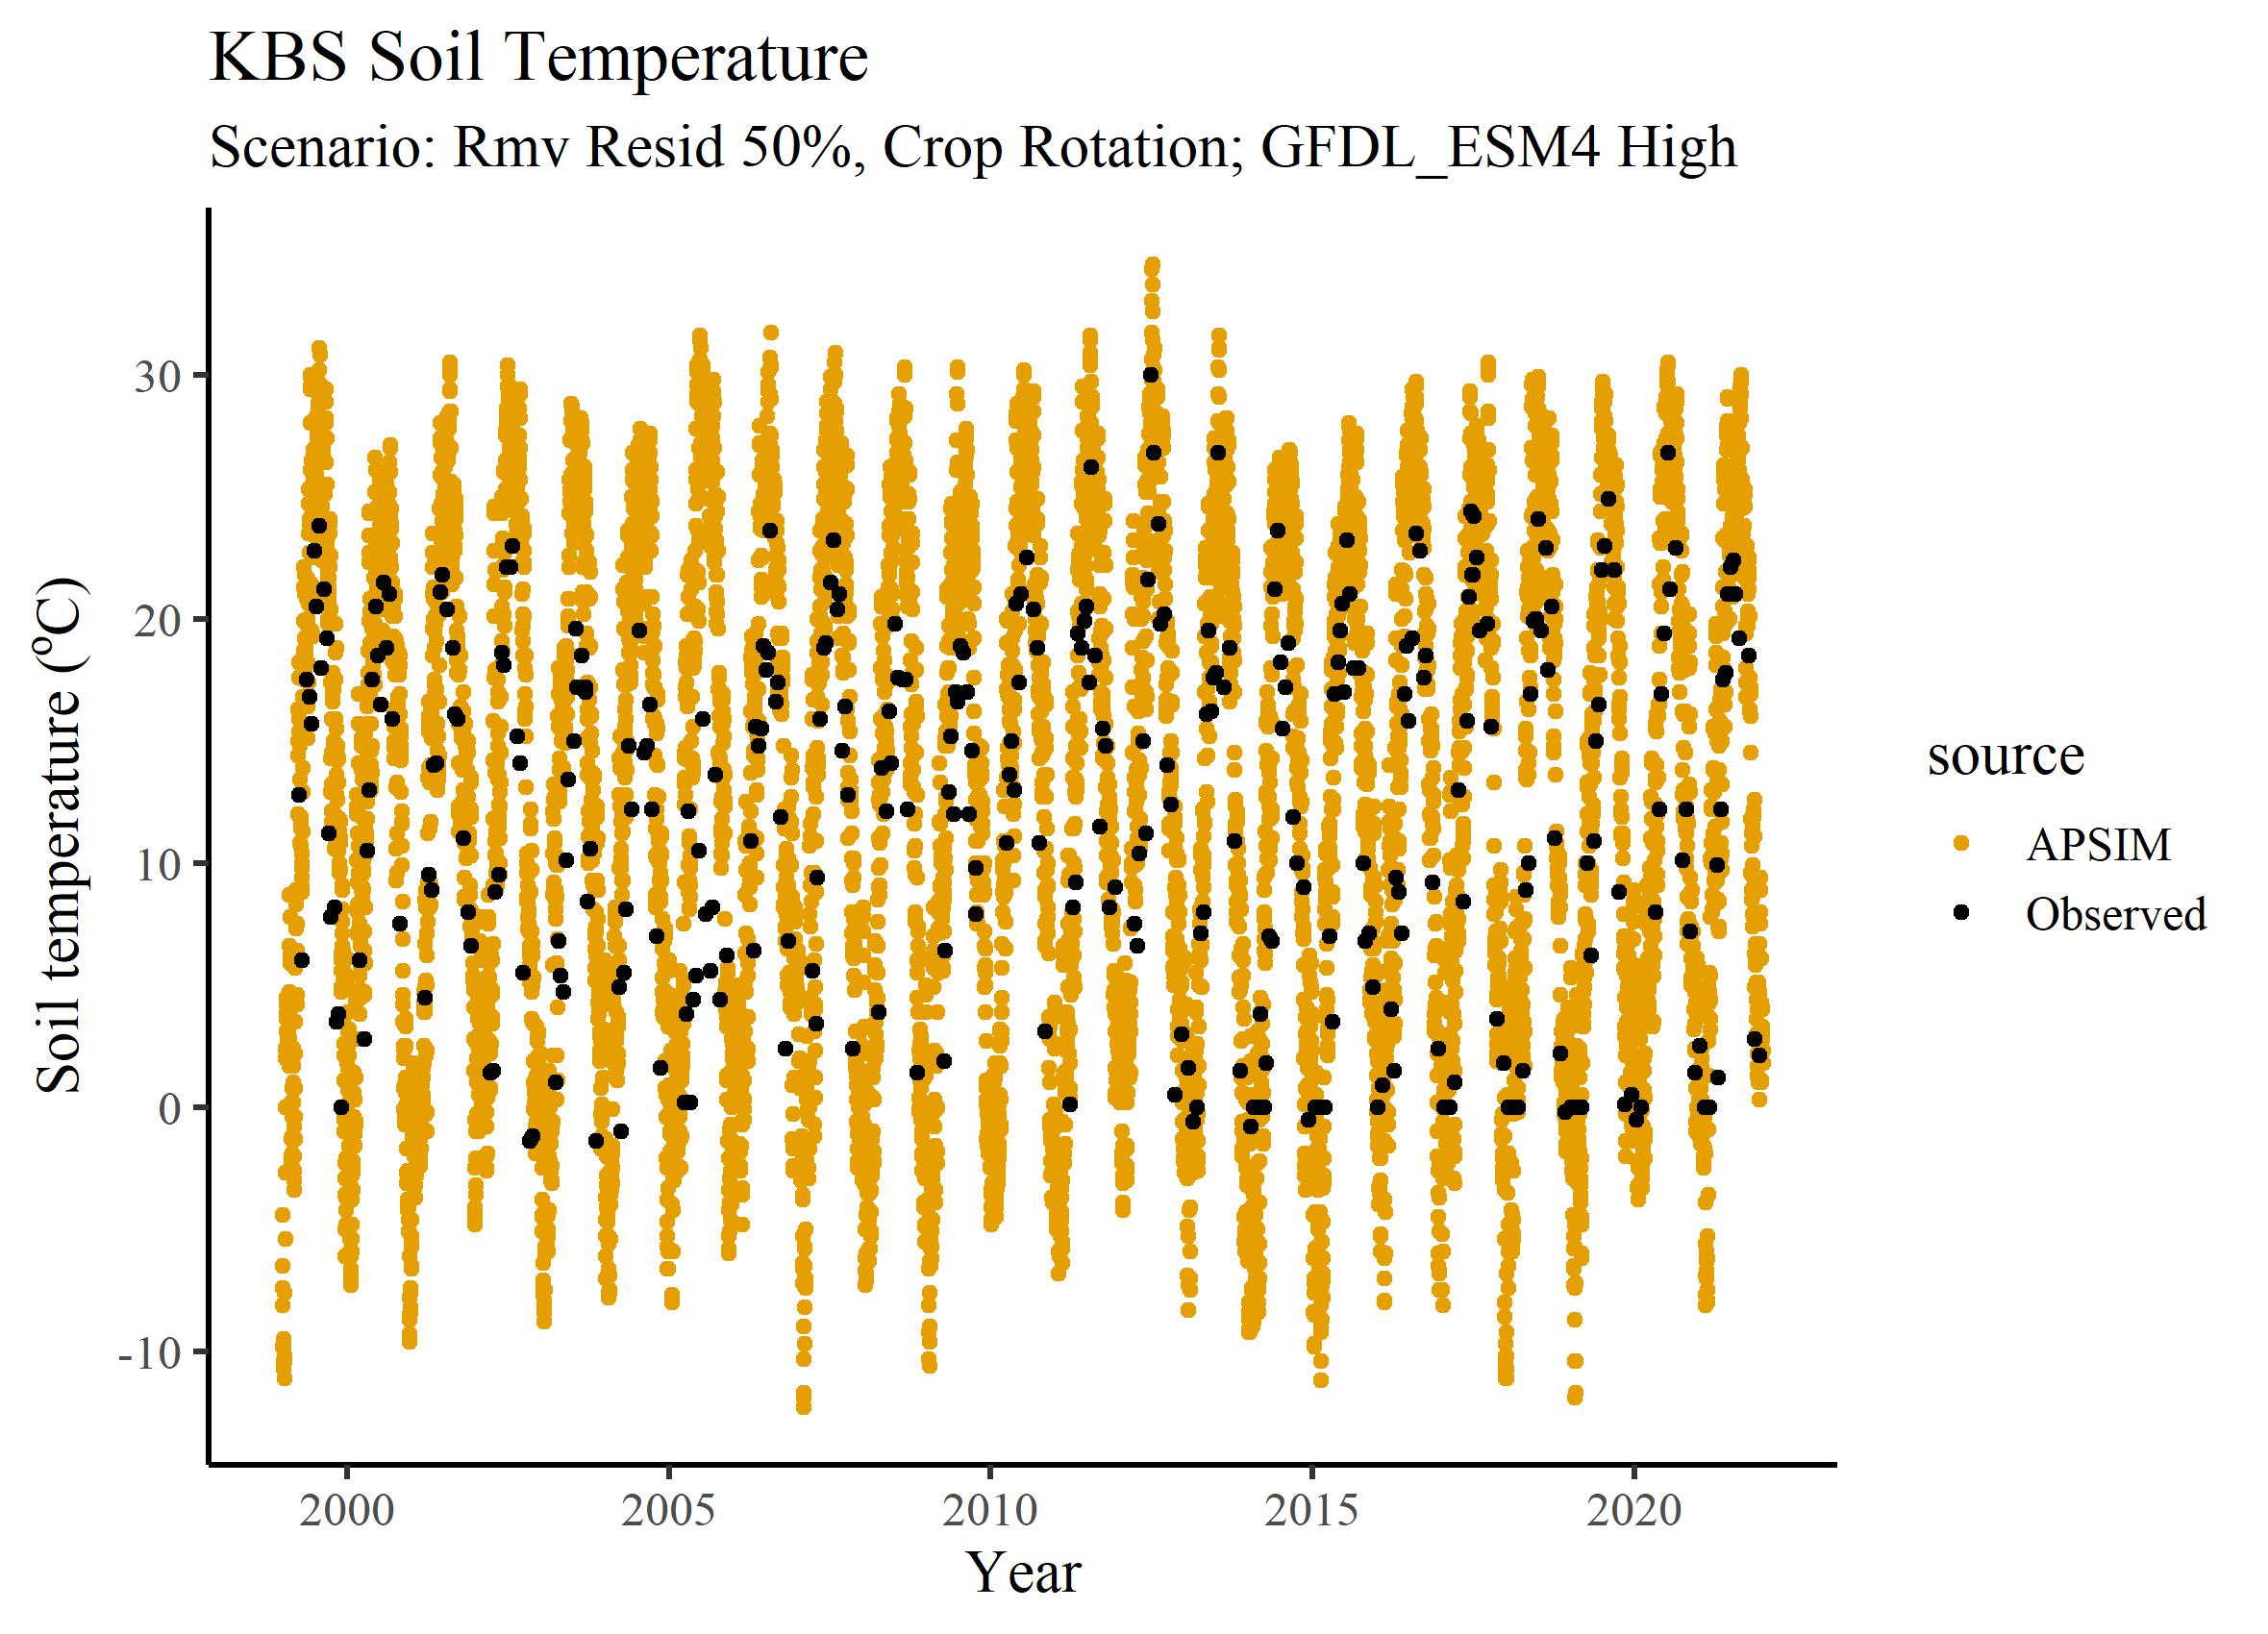 KBS Soil Temperature
Scenario: Rmv Resid 50%, Crop Rotation; GFDL_ESM4 High
Soil temperature (°C)
30
20
10
0
-10
2000 2005 2010 2015 2020
Year
source
APSIM
Observed